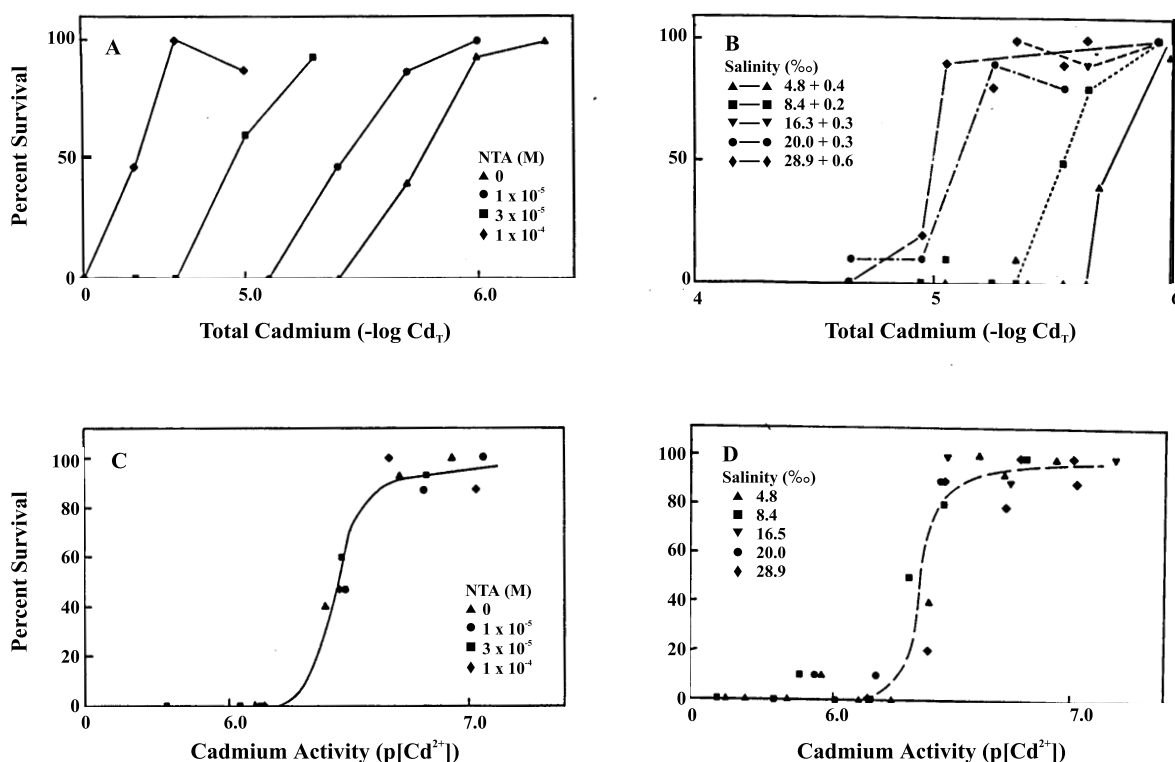 A
100
50
0
Percent Survival
NTA (M)
0
1 x 10⁻⁵
3 x 10⁻⁵
1 x 10⁻⁴
0 5.0 6.0
Total Cadmium (-log Cd_T)
B
100
50
0
Salinity (‰)
4.8 + 0.4
8.4 + 0.2
16.3 + 0.3
20.0 + 0.3
28.9 + 0.6
4 5
Total Cadmium (-log Cd_T)
C
100
80
60
40
20
0
Percent Survival
NTA (M)
0
1 x 10⁻⁵
3 x 10⁻⁵
1 x 10⁻⁴
0 6.0 7.0
Cadmium Activity (p[Cd²⁺])
D
100
80
60
40
20
0
Salinity (‰)
4.8
8.4
16.5
20.0
28.9
0 6.0 7.0
Cadmium Activity (p[Cd²⁺])